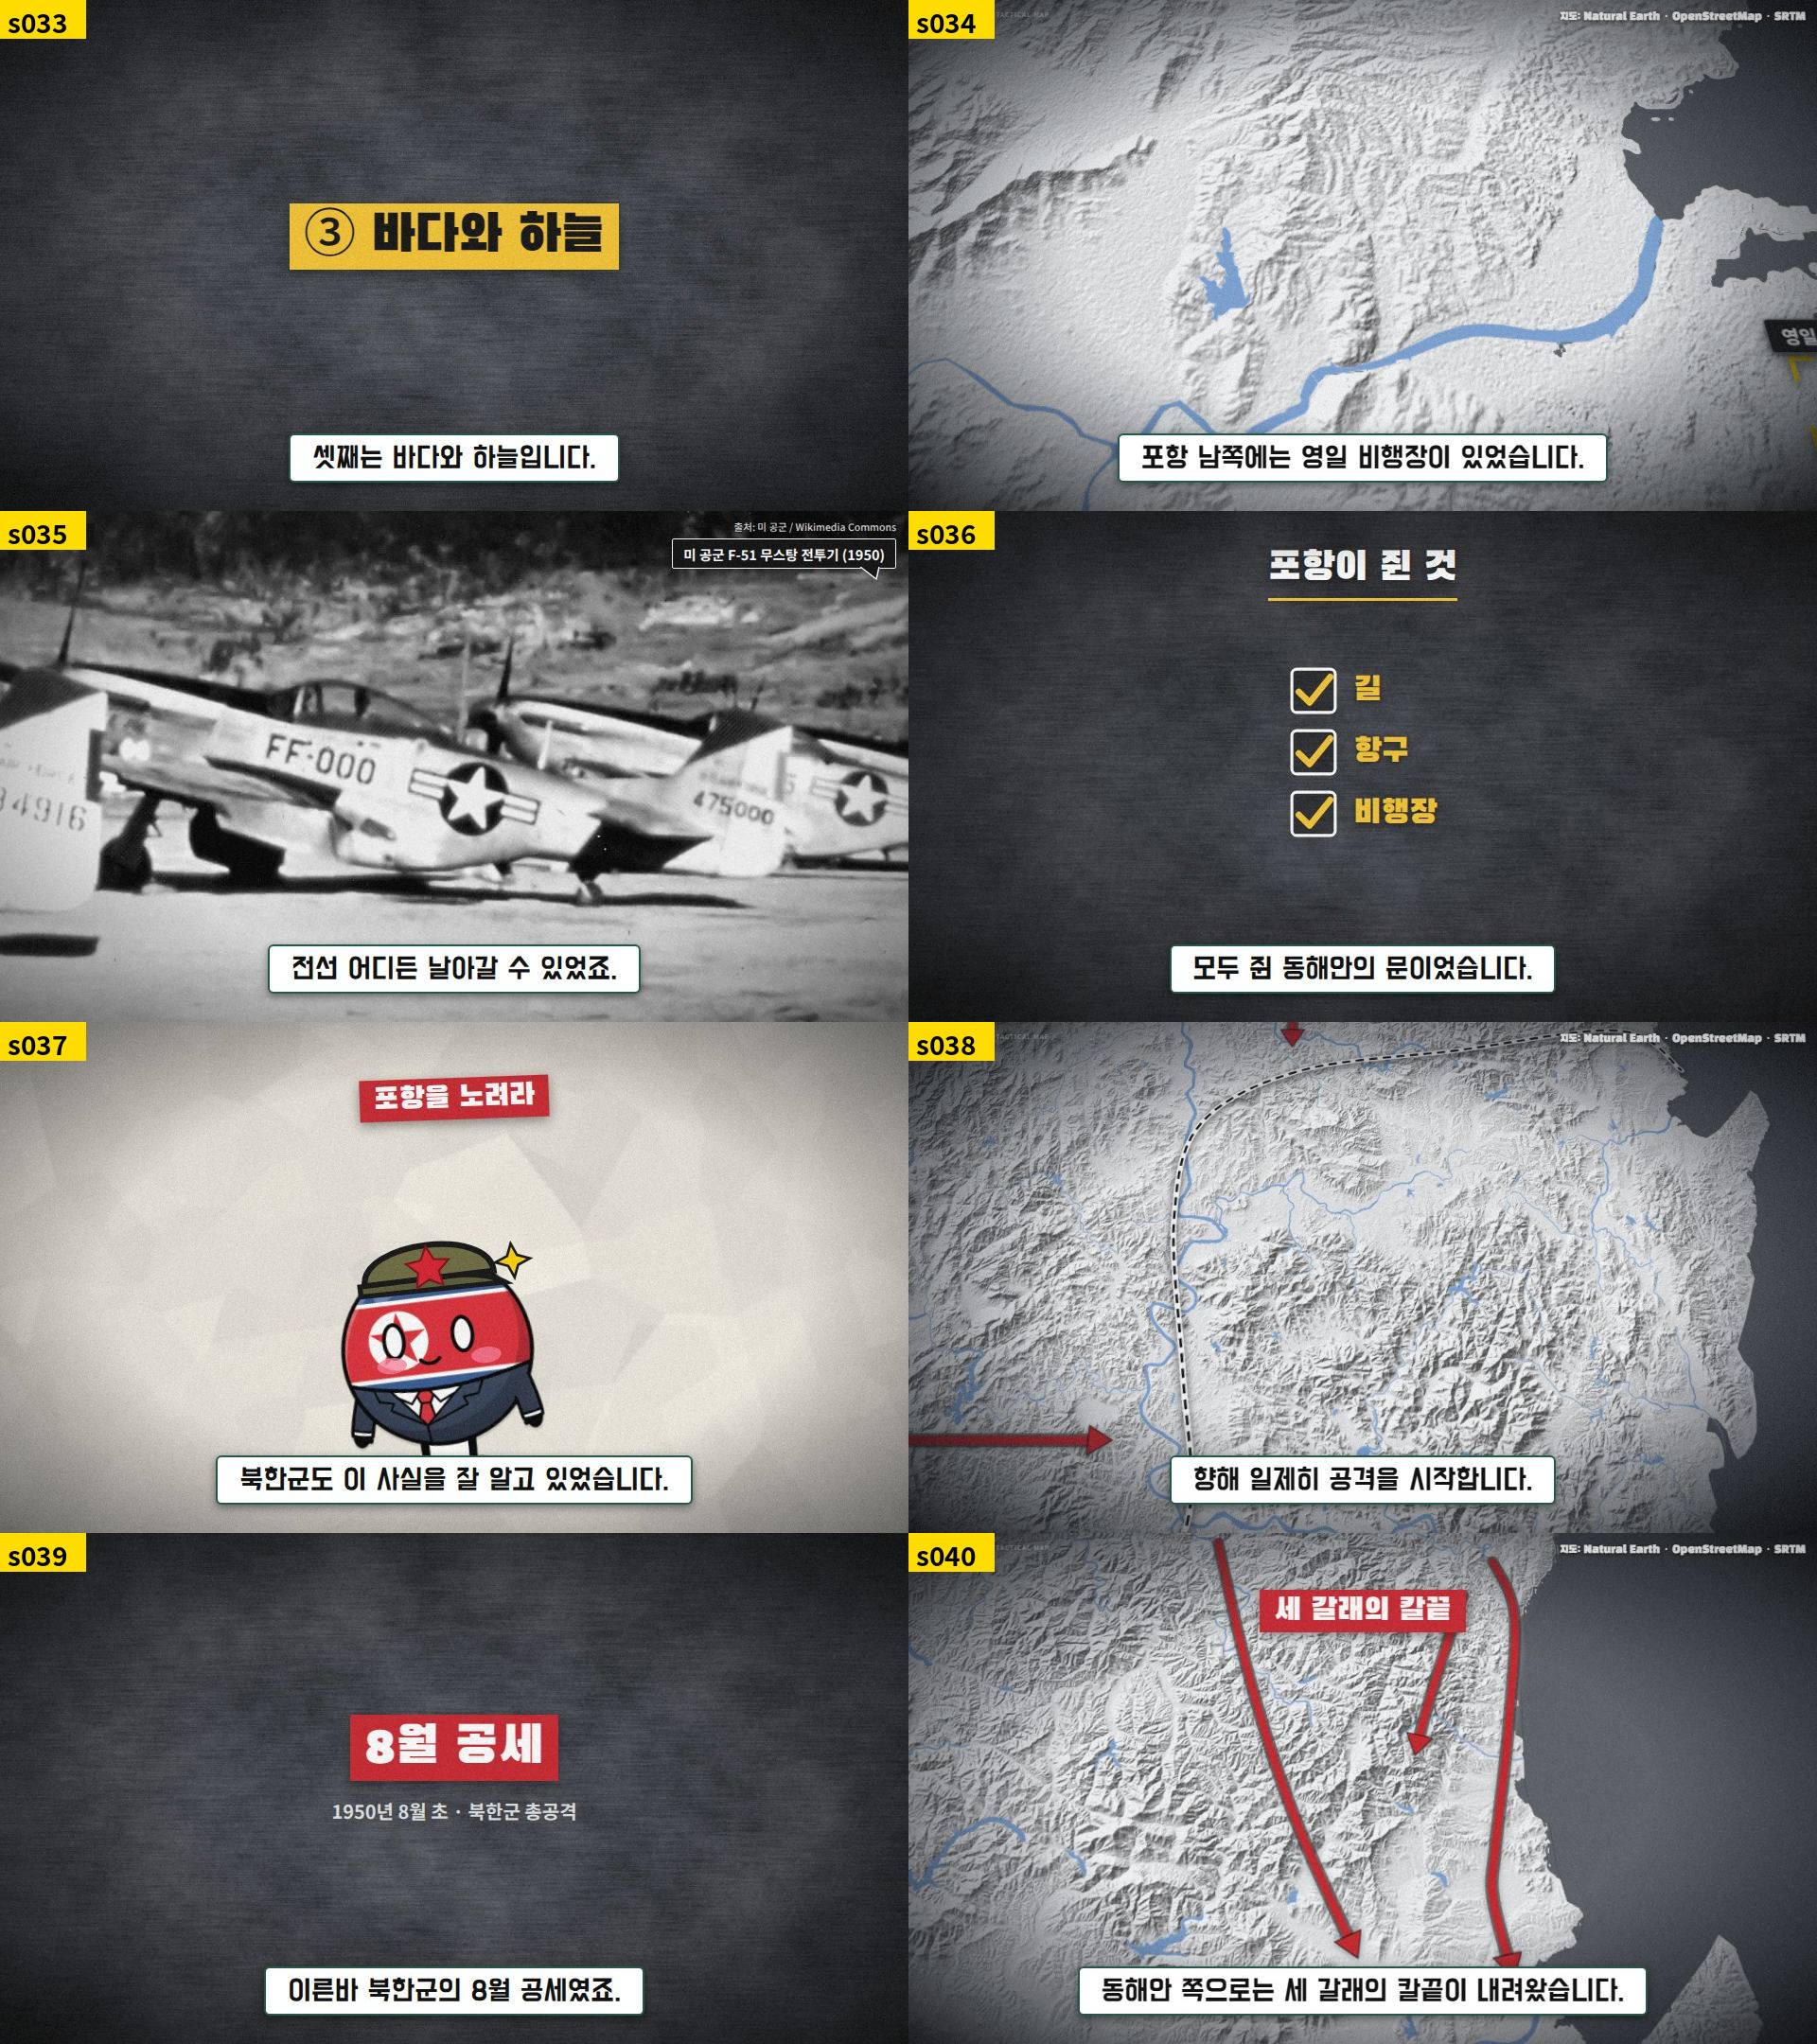 s033
③ 바다와 하늘
셋째는 바다와 하늘입니다.
s034
TACTICAL MAP
지도: Natural Earth · OpenStreetMap · SRTM
영일
포항 남쪽에는 영일 비행장이 있었습니다.
s035
출처: 미 공군 / Wikimedia Commons
미 공군 F-51 무스탕 전투기 (1950)
FF-000
475000
84916
전선 어디든 날아갈 수 있었죠.
s036
포항이 쥔 것
길
항구
비행장
모두 쥔 동해안의 문이었습니다.
s037
포항을 노려라
북한군도 이 사실을 잘 알고 있었습니다.
s038
TACTICAL MAP
지도: Natural Earth · OpenStreetMap · SRTM
향해 일제히 공격을 시작합니다.
s039
8월 공세
1950년 8월 초 · 북한군 총공격
이른바 북한군의 8월 공세였죠.
s040
TACTICAL MAP
지도: Natural Earth · OpenStreetMap · SRTM
세 갈래의 칼끝
동해안 쪽으로는 세 갈래의 칼끝이 내려왔습니다.